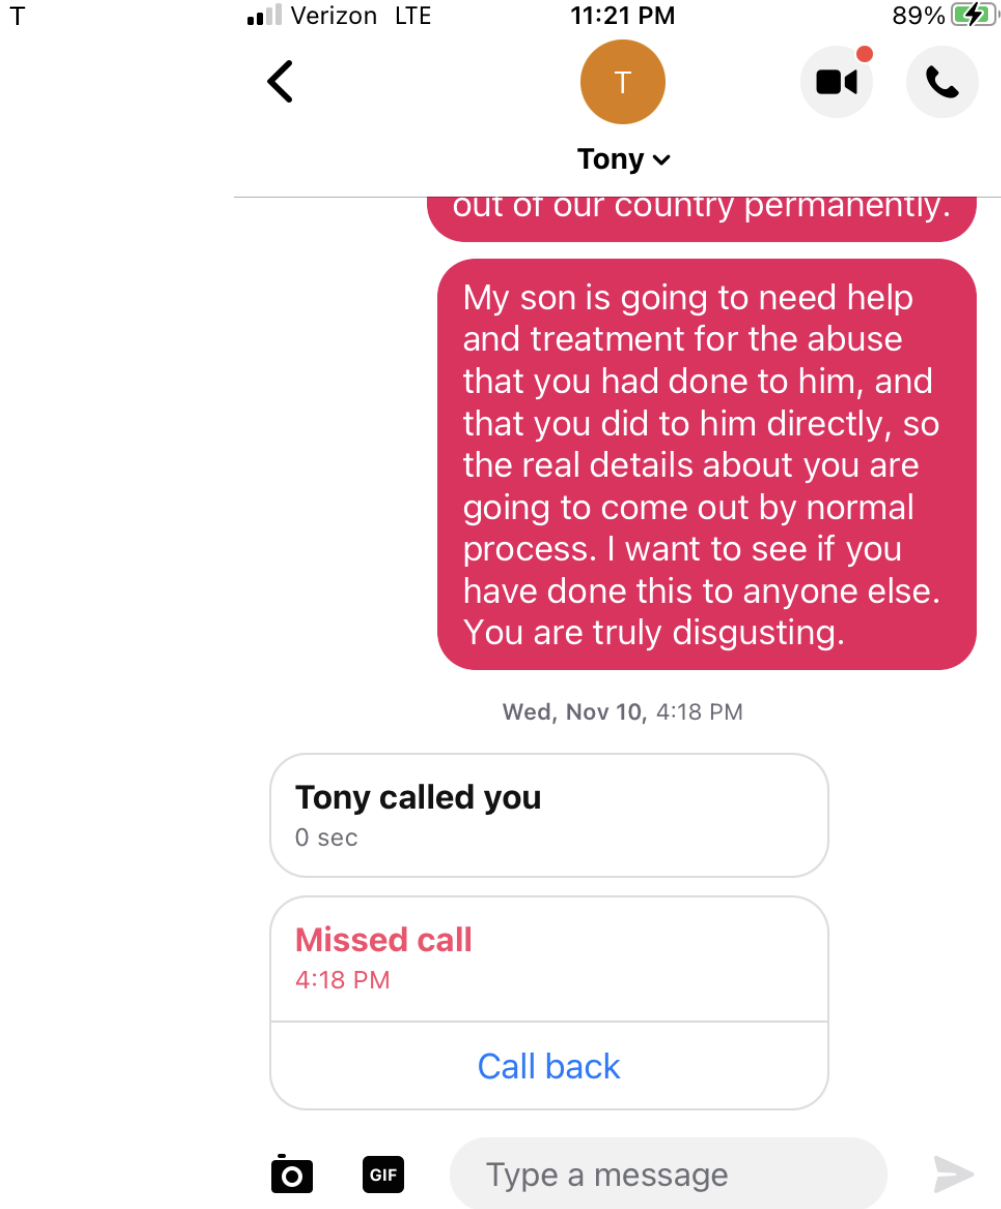 T
Verizon LTE 11:21 PM 89%
T
Tony
out of our country permanently.
My son is going to need help
and treatment for the abuse
that you had done to him, and
that you did to him directly, so
the real details about you are
going to come out by normal
process. I want to see if you
have done this to anyone else.
You are truly disgusting.
Wed, Nov 10, 4:18 PM
Tony called you
0 sec
Missed call
4:18 PM
Call back
GIF Type a message